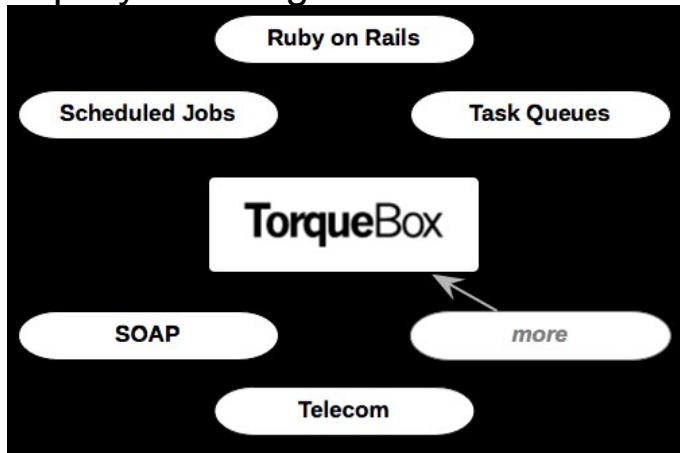 Ruby on Rails
Scheduled Jobs
Task Queues
TorqueBox
SOAP
more
Telecom